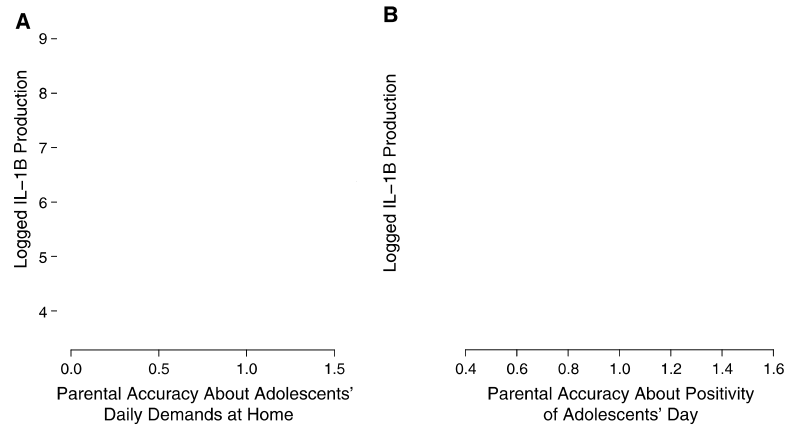 A
B
Logged IL−1B Production
9
8
7
6
5
4
0.0 0.5 1.0 1.5
Parental Accuracy About Adolescents’
Daily Demands at Home
Logged IL−1B Production
0.4 0.6 0.8 1.0 1.2 1.4 1.6
Parental Accuracy About Positivity
of Adolescents’ Day